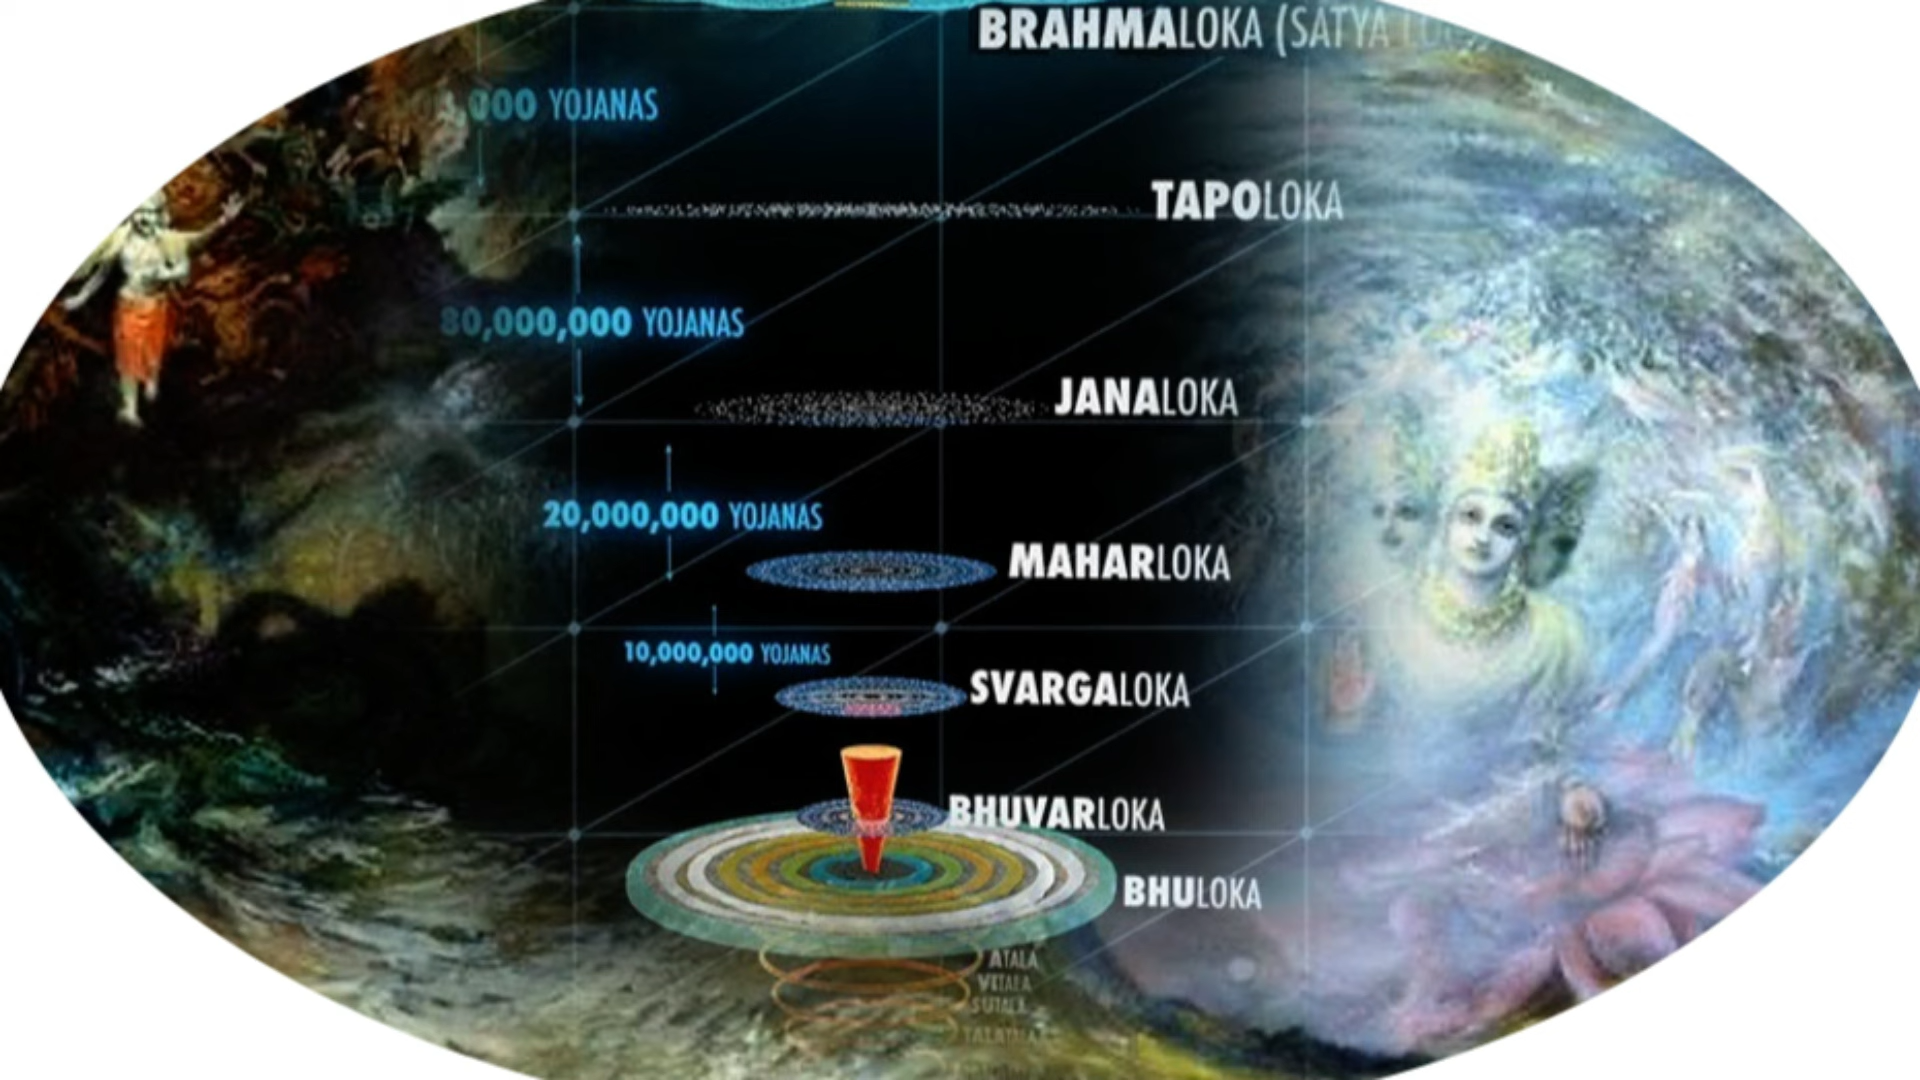 BRAHMALOKA (SATYA
000 YOJANAS
TAPOLOKA
80,000,000 YOJANAS
JANALOKA
20,000,000 YOJANAS
MAHARLOKA
10,000,000 YOJANAS
SVARGALOKA
BHUVARLOKA
BHULOKA
ATALA
VITALA
SUTALA